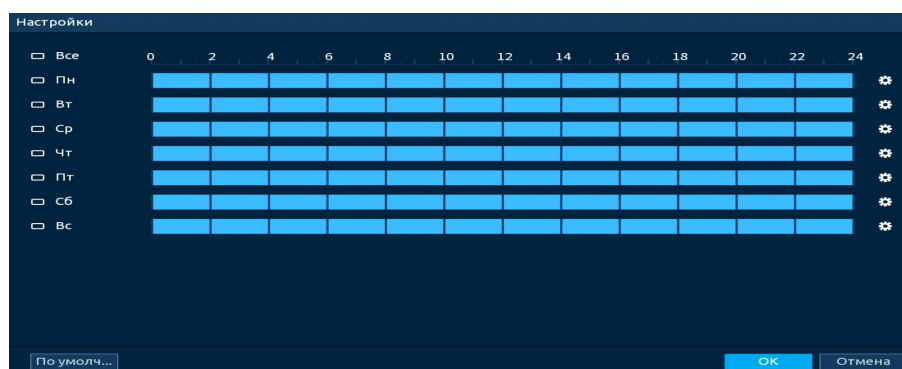 Настройки
Все 0 2 4 6 8 10 12 14 16 18 20 22 24
Пн
Вт
Ср
Чт
Пт
Сб
Вс
По умолч... OK Отмена